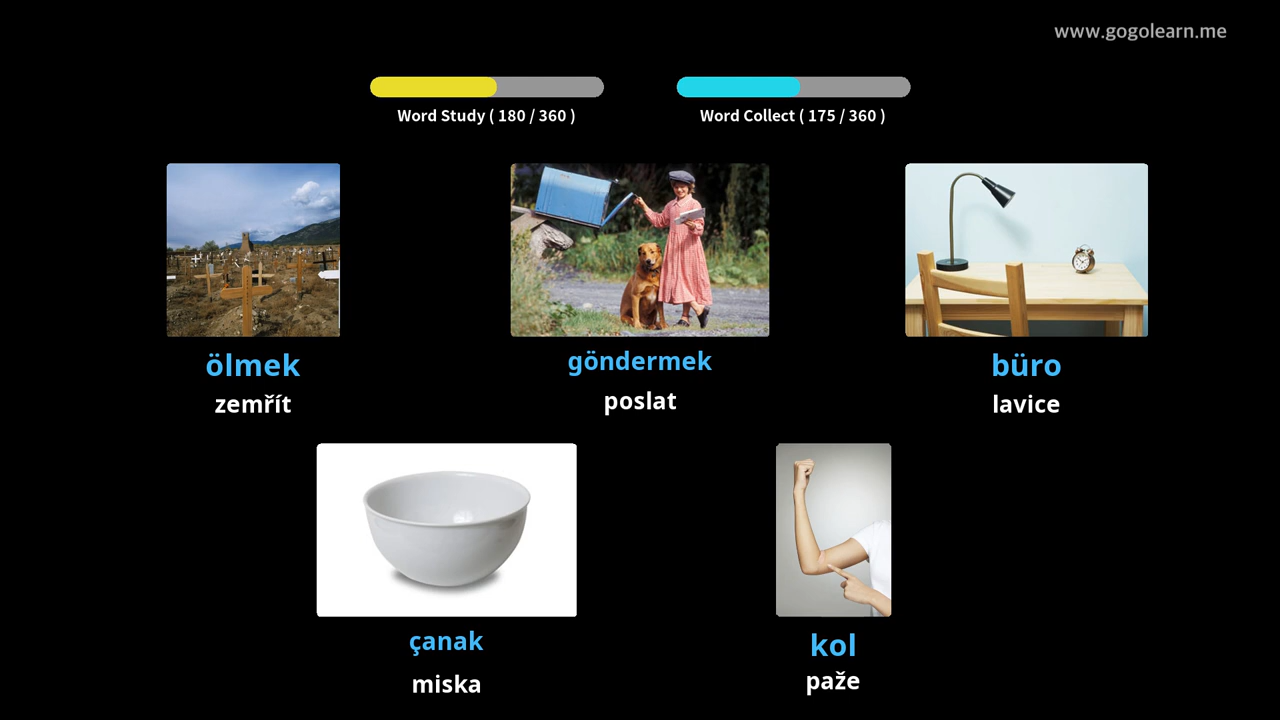 www.gogolearn.me
Word Study ( 180 / 360 )
Word Collect ( 175 / 360 )
ölmek
zemřít
göndermek
poslat
büro
lavice
çanak
miska
kol
paže